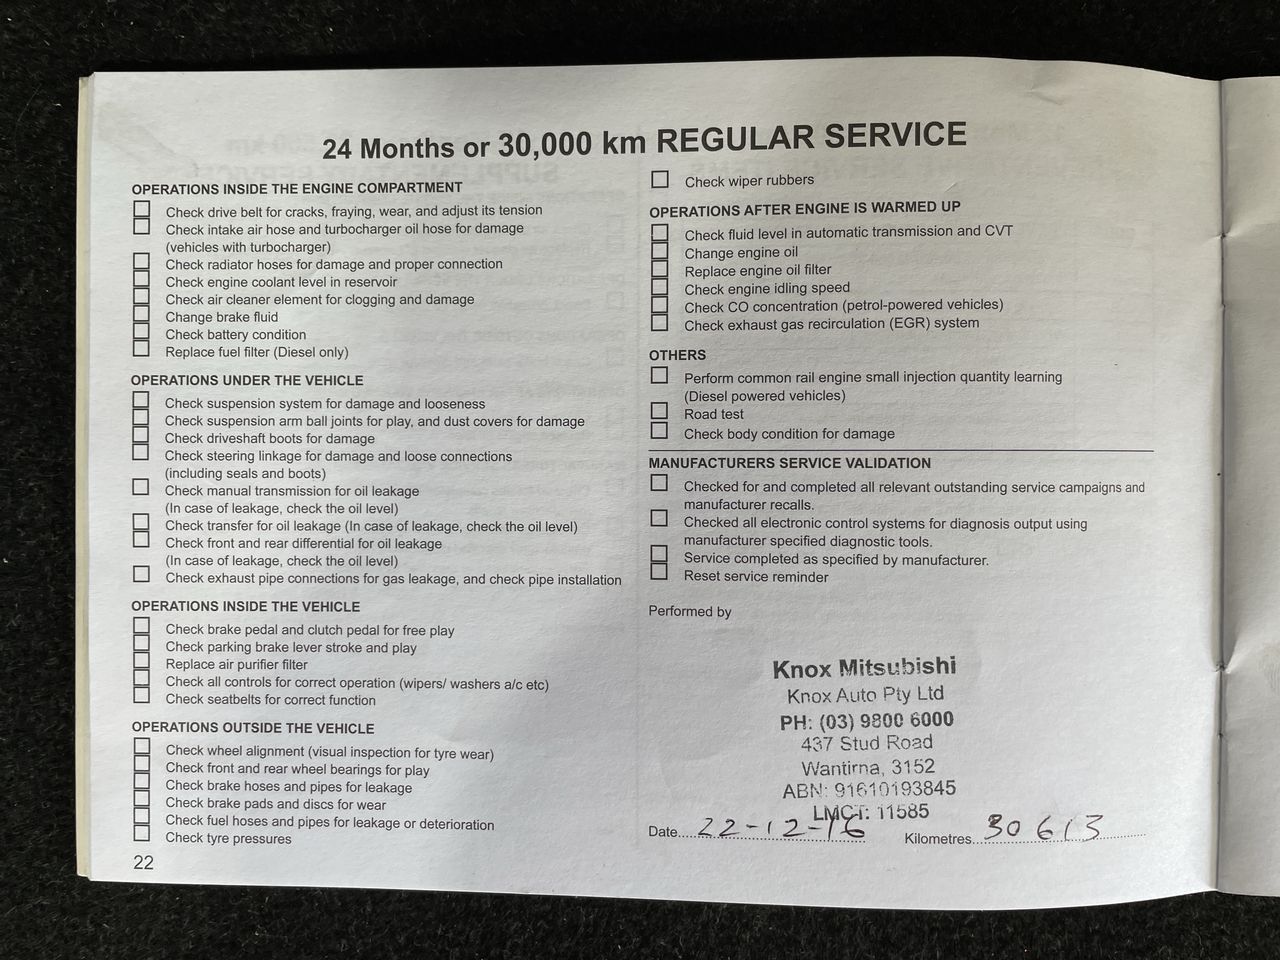 24 Months or 30,000 km REGULAR SERVICE
OPERATIONS INSIDE THE ENGINE COMPARTMENT
Check drive belt for cracks, fraying, wear, and adjust its tension
Check intake air hose and turbocharger oil hose for damage
(vehicles with turbocharger)
Check radiator hoses for damage and proper connection
Check engine coolant level in reservoir
Check air cleaner element for clogging and damage
Change brake fluid
Check battery condition
Replace fuel filter (Diesel only)
OPERATIONS UNDER THE VEHICLE
Check suspension system for damage and looseness
Check suspension arm ball joints for play, and dust covers for damage
Check driveshaft boots for damage
Check steering linkage for damage and loose connections
(including seals and boots)
Check manual transmission for oil leakage
(In case of leakage, check the oil level)
Check transfer for oil leakage (In case of leakage, check the oil level)
Check front and rear differential for oil leakage
(In case of leakage, check the oil level)
Check exhaust pipe connections for gas leakage, and check pipe installation
OPERATIONS INSIDE THE VEHICLE
Check brake pedal and clutch pedal for free play
Check parking brake lever stroke and play
Replace air purifier filter
Check all controls for correct operation (wipers/ washers a/c etc)
Check seatbelts for correct function
OPERATIONS OUTSIDE THE VEHICLE
Check wheel alignment (visual inspection for tyre wear)
Check front and rear wheel bearings for play
Check brake hoses and pipes for leakage
Check brake pads and discs for wear
Check fuel hoses and pipes for leakage or deterioration
Check tyre pressures
22
Check wiper rubbers
OPERATIONS AFTER ENGINE IS WARMED UP
Check fluid level in automatic transmission and CVT
Change engine oil
Replace engine oil filter
Check engine idling speed
Check CO concentration (petrol-powered vehicles)
Check exhaust gas recirculation (EGR) system
OTHERS
Perform common rail engine small injection quantity learning
(Diesel powered vehicles)
Road test
Check body condition for damage
MANUFACTURERS SERVICE VALIDATION
Checked for and completed all relevant outstanding service campaigns and
manufacturer recalls.
Checked all electronic control systems for diagnosis output using
manufacturer specified diagnostic tools.
Service completed as specified by manufacturer.
Reset service reminder
Performed by
Knox Mitsubishi
Knox Auto Pty Ltd
PH: (03) 9800 6000
437 Stud Road
Wantirna, 3152
ABN: 91610193845
LMCT: 11585
Date 22-12-16 Kilometres 30613